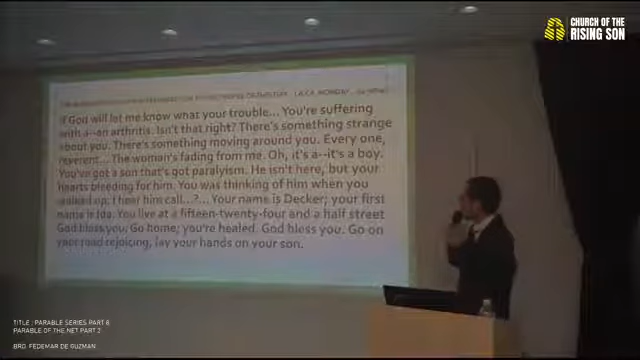 CHURCH OF THE
RISING SON
If God will let me know what your trouble... You're suffering
with a--an arthritis. Isn't that right? There's something strange
about you. There's something moving around you. Every one,
reverent... The woman's fading from me. Oh, it's a--it's a boy.
You've got a son that's got paralyism. He isn't here, but your
hearts bleeding for him. You was thinking of him when you
walked up. I hear him call...?... Your name is Decker; your first
name is Ida. You live at a fifteen-twenty-four and a half street
God bless you. Go home; you're healed. God bless you. Go on
your road rejoicing, lay your hands on your son.
TITLE : PARABLE SERIES PART 8
PARABLE OF THE NET PART 2
BRO. FEDEMAR DE GUZMAN